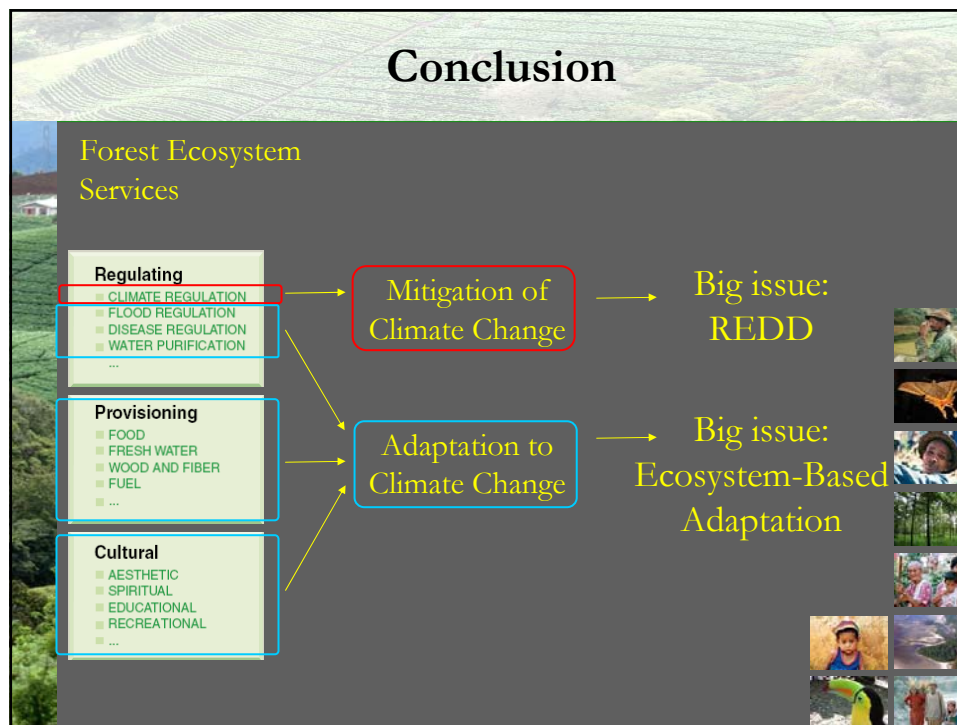 Conclusion
Forest Ecosystem
Services
Regulating
CLIMATE REGULATION
FLOOD REGULATION
DISEASE REGULATION
WATER PURIFICATION
...
Provisioning
FOOD
FRESH WATER
WOOD AND FIBER
FUEL
...
Cultural
AESTHETIC
SPIRITUAL
EDUCATIONAL
RECREATIONAL
...
Mitigation of
Climate Change
Big issue:
REDD
Adaptation to
Climate Change
Big issue:
Ecosystem-Based
Adaptation